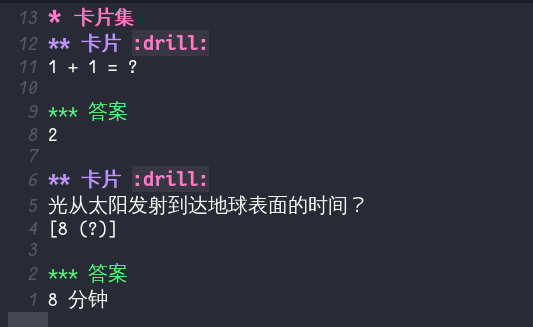 13 * 卡片集
12 ** 卡片 :drill:
11 1 + 1 = ?
10
9 *** 答案
8 2
7
6 ** 卡片 :drill:
5 光从太阳发射到达地球表面的时间？
4 [8 (?)]
3
2 *** 答案
1 8 分钟